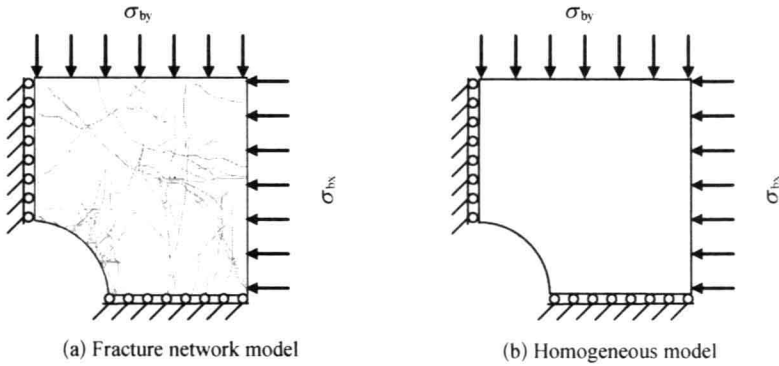 σby
σby
σbx
σbx
(a) Fracture network model
(b) Homogeneous model